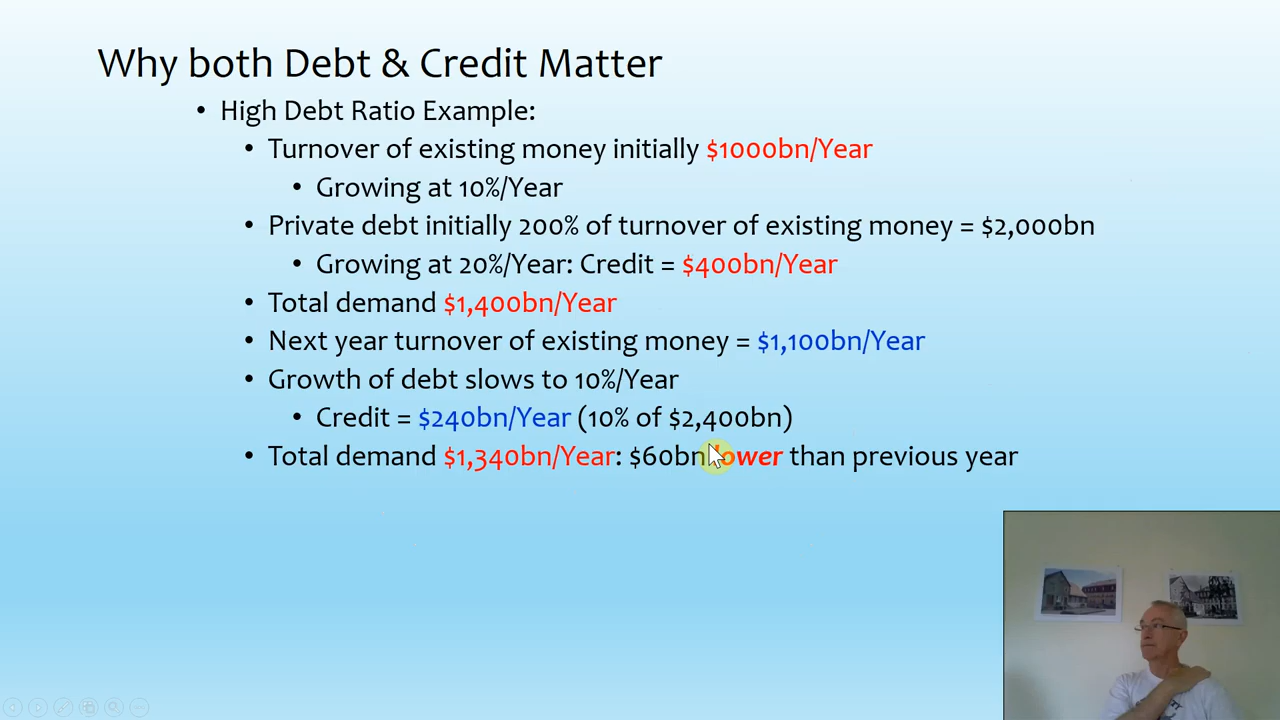 Why both Debt & Credit Matter
• High Debt Ratio Example:
• Turnover of existing money initially $1000bn/Year
• Growing at 10%/Year
• Private debt initially 200% of turnover of existing money = $2,000bn
• Growing at 20%/Year: Credit = $400bn/Year
• Total demand $1,400bn/Year
• Next year turnover of existing money = $1,100bn/Year
• Growth of debt slows to 10%/Year
• Credit = $240bn/Year (10% of $2,400bn)
• Total demand $1,340bn/Year: $60bn lower than previous year